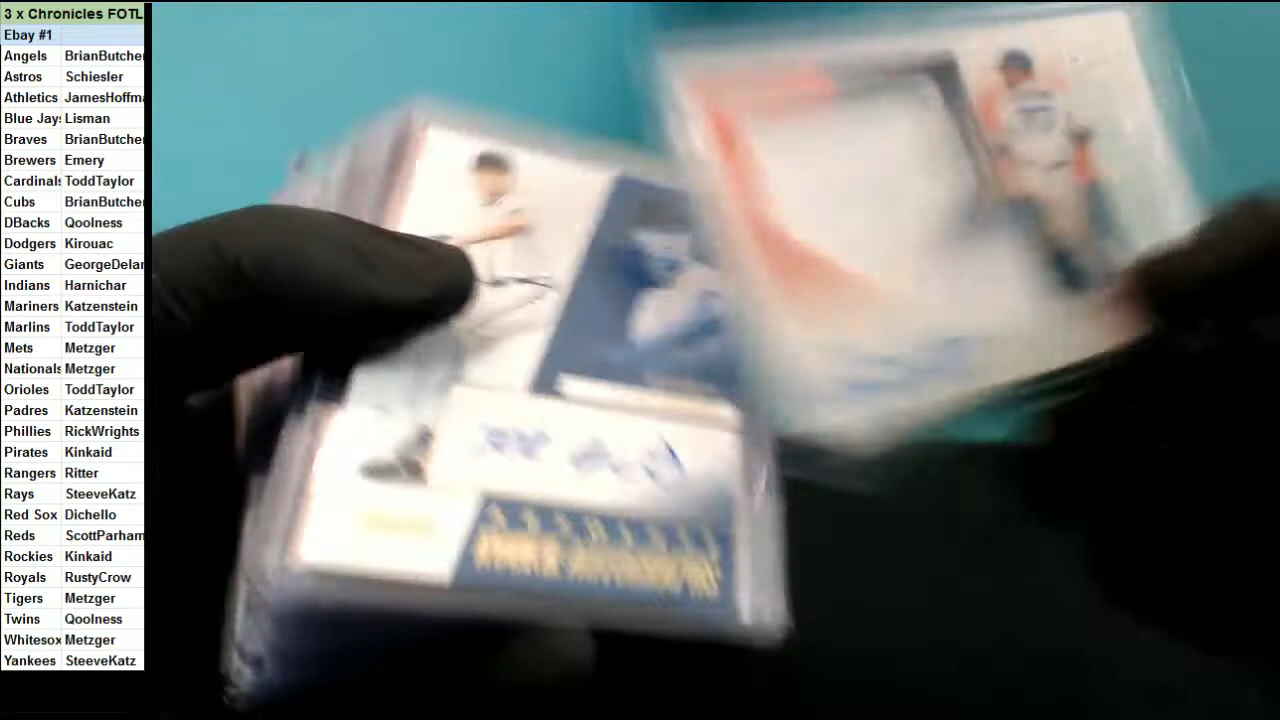 3 x Chronicles FOTL
Ebay #1
Angels BrianButcher
Astros Schiesler
Athletics JamesHoffma
Blue Jays Lisman
Braves BrianButcher
Brewers Emery
Cardinals ToddTaylor
Cubs BrianButcher
DBacks Qoolness
Dodgers Kirouac
Giants GeorgeDelan
Indians Harnichar
Mariners Katzenstein
Marlins ToddTaylor
Mets Metzger
Nationals Metzger
Orioles ToddTaylor
Padres Katzenstein
Phillies RickWrights
Pirates Kinkaid
Rangers Ritter
Rays SteeveKatz
Red Sox Dichello
Reds ScottParham
Rockies Kinkaid
Royals RustyCrow
Tigers Metzger
Twins Qoolness
Whitesox Metzger
Yankees SteeveKatz